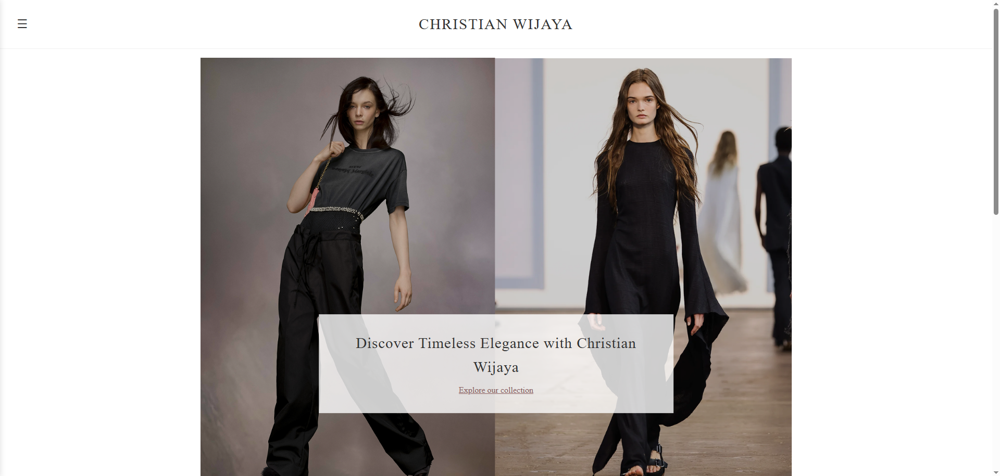 CHRISTIAN WIJAYA
Discover Timeless Elegance with Christian
Wijaya
Explore our collection